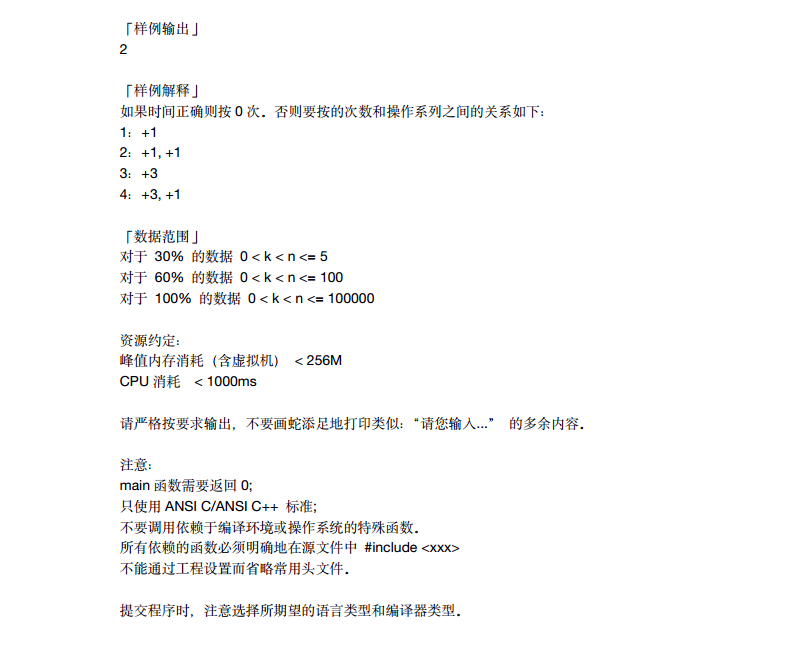 「样例输出」
2
「样例解释」
如果时间正确则按 0 次。否则要按的次数和操作系列之间的关系如下：
1：+1
2：+1, +1
3：+3
4：+3, +1
「数据范围」
对于 30% 的数据 0 < k < n <= 5
对于 60% 的数据 0 < k < n <= 100
对于 100% 的数据 0 < k < n <= 100000
资源约定：
峰值内存消耗（含虚拟机） < 256M
CPU 消耗 < 1000ms
请严格按要求输出，不要画蛇添足地打印类似：“请您输入...” 的多余内容。
注意：
main 函数需要返回 0;
只使用 ANSI C/ANSI C++ 标准;
不要调用依赖于编译环境或操作系统的特殊函数。
所有依赖的函数必须明确地在源文件中 #include <xxx>
不能通过工程设置而省略常用头文件。
提交程序时，注意选择所期望的语言类型和编译器类型。